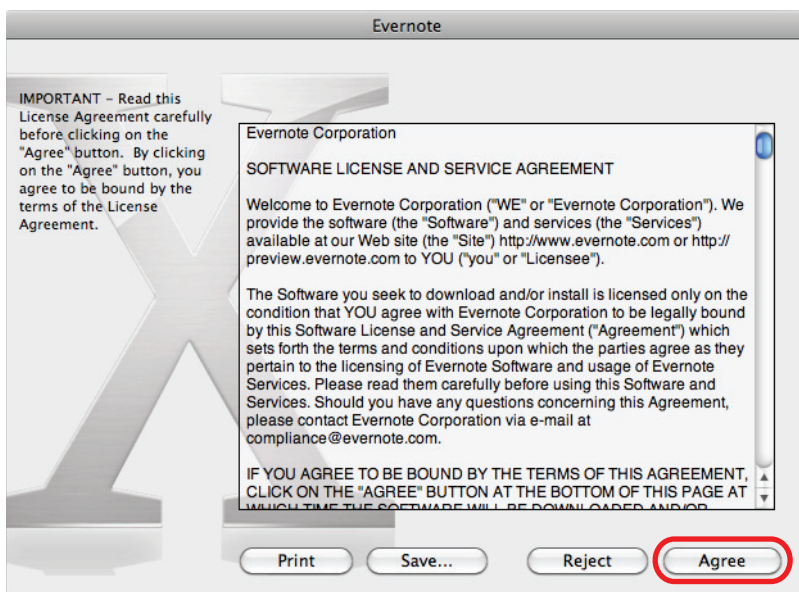 Evernote
IMPORTANT – Read this
License Agreement carefully
before clicking on the
"Agree" button.  By clicking
on the "Agree" button, you
agree to be bound by the
terms of the License
Agreement.
Evernote Corporation
SOFTWARE LICENSE AND SERVICE AGREEMENT
Welcome to Evernote Corporation ("WE" or "Evernote Corporation"). We
provide the software (the "Software") and services (the "Services")
available at our Web site (the "Site") http://www.evernote.com or http://
preview.evernote.com to YOU ("you" or "Licensee").
The Software you seek to download and/or install is licensed only on the
condition that YOU agree with Evernote Corporation to be legally bound
by this Software License and Service Agreement ("Agreement") which
sets forth the terms and conditions upon which the parties agree as they
pertain to the licensing of Evernote Software and usage of Evernote
Services. Please read them carefully before using this Software and
Services. Should you have any questions concerning this Agreement,
please contact Evernote Corporation via e-mail at
compliance@evernote.com.
IF YOU AGREE TO BE BOUND BY THE TERMS OF THIS AGREEMENT,
CLICK ON THE "AGREE" BUTTON AT THE BOTTOM OF THIS PAGE AT
WHICH TIME THE SOFTWARE WILL BE DOWNLOADED AND/OR
Print
Save...
Reject
Agree